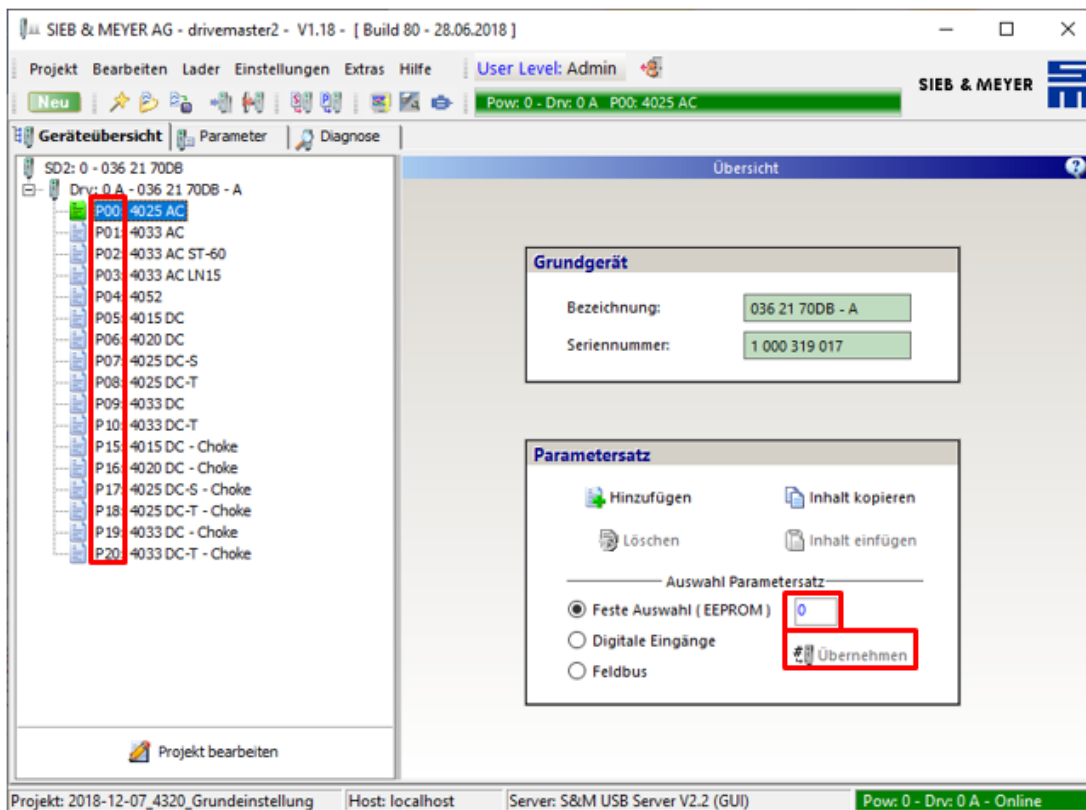 SIEB & MEYER AG - drivemaster2 - V1.18 - [ Build 80 - 28.06.2018 ]
Projekt Bearbeiten Lader Einstellungen Extras Hilfe User Level: Admin
SIEB & MEYER
Neu Pow: 0 - Drv: 0 A P00: 4025 AC
Geräteübersicht Parameter Diagnose
SD2: 0 - 036 21 70DB
Drv: 0 A - 036 21 70DB - A
P00: 4025 AC
P01: 4033 AC
P02: 4033 AC ST-60
P03: 4033 AC LN15
P04: 4052
P05: 4015 DC
P06: 4020 DC
P07: 4025 DC-S
P08: 4025 DC-T
P09: 4033 DC
P10: 4033 DC-T
P15: 4015 DC - Choke
P16: 4020 DC - Choke
P17: 4025 DC-S - Choke
P18: 4025 DC-T - Choke
P19: 4033 DC - Choke
P20: 4033 DC-T - Choke
Projekt bearbeiten
Übersicht
Grundgerät
Bezeichnung: 036 21 70DB - A
Seriennummer: 1 000 319 017
Parametersatz
Hinzufügen Inhalt kopieren
Löschen Inhalt einfügen
Auswahl Parametersatz
Feste Auswahl ( EEPROM ) 0
Digitale Eingänge
Übernehmen
Feldbus
Projekt: 2018-12-07_4320_Grundeinstellung Host: localhost Server: S&M USB Server V2.2 (GUI) Pow: 0 - Drv: 0 A - Online